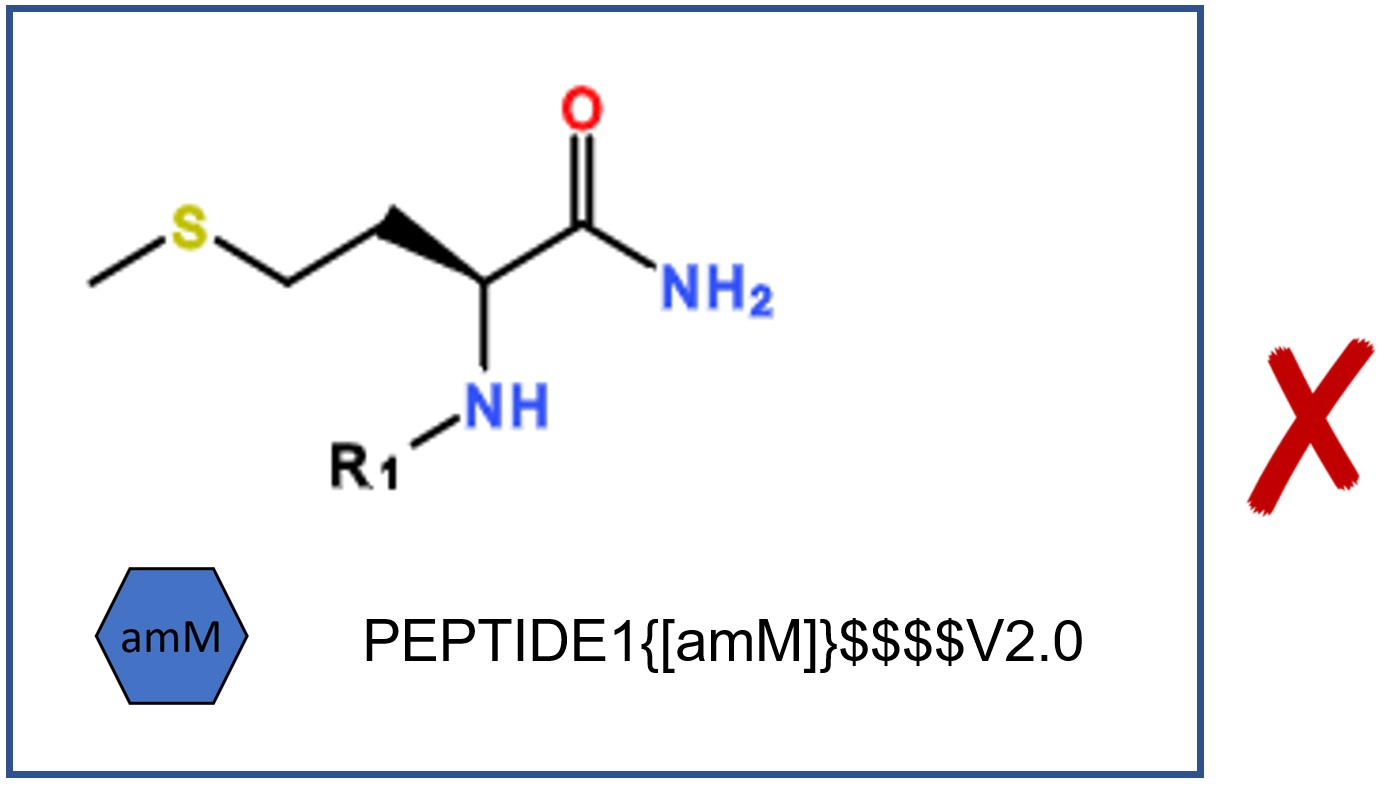 O
S
NH2
NH
R1
amM
PEPTIDE1{[amM]}$$$$V2.0